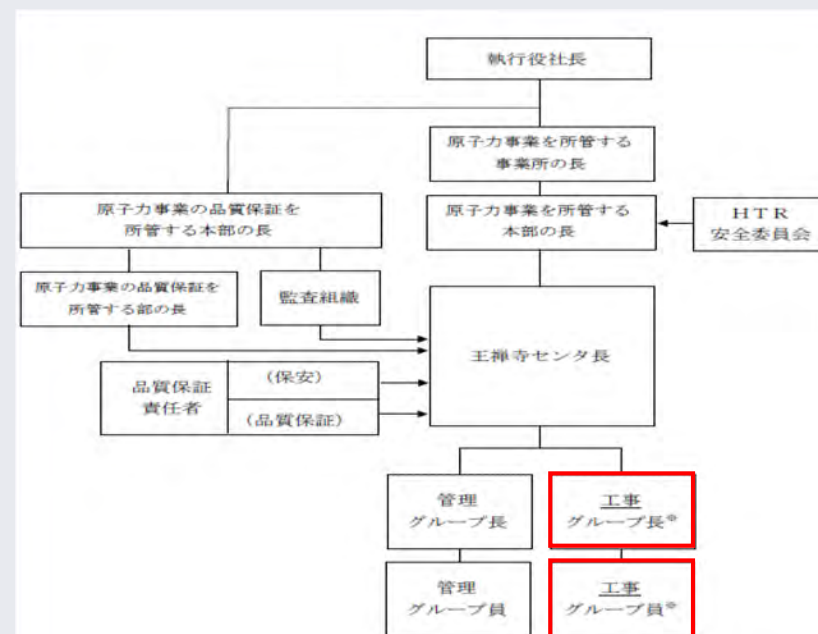 執行役社長
原子力事業を所管する
事業所の長
原子力事業の品質保証を
所管する本部の長
原子力事業を所管する
本部の長
HTR
安全委員会
原子力事業の品質保証を
所管する部の長
監査組織
王禅寺センタ長
品質保証
責任者
(保安)
(品質保証)
管理
グループ長
工事
グループ長※
管理
グループ員
工事
グループ員※